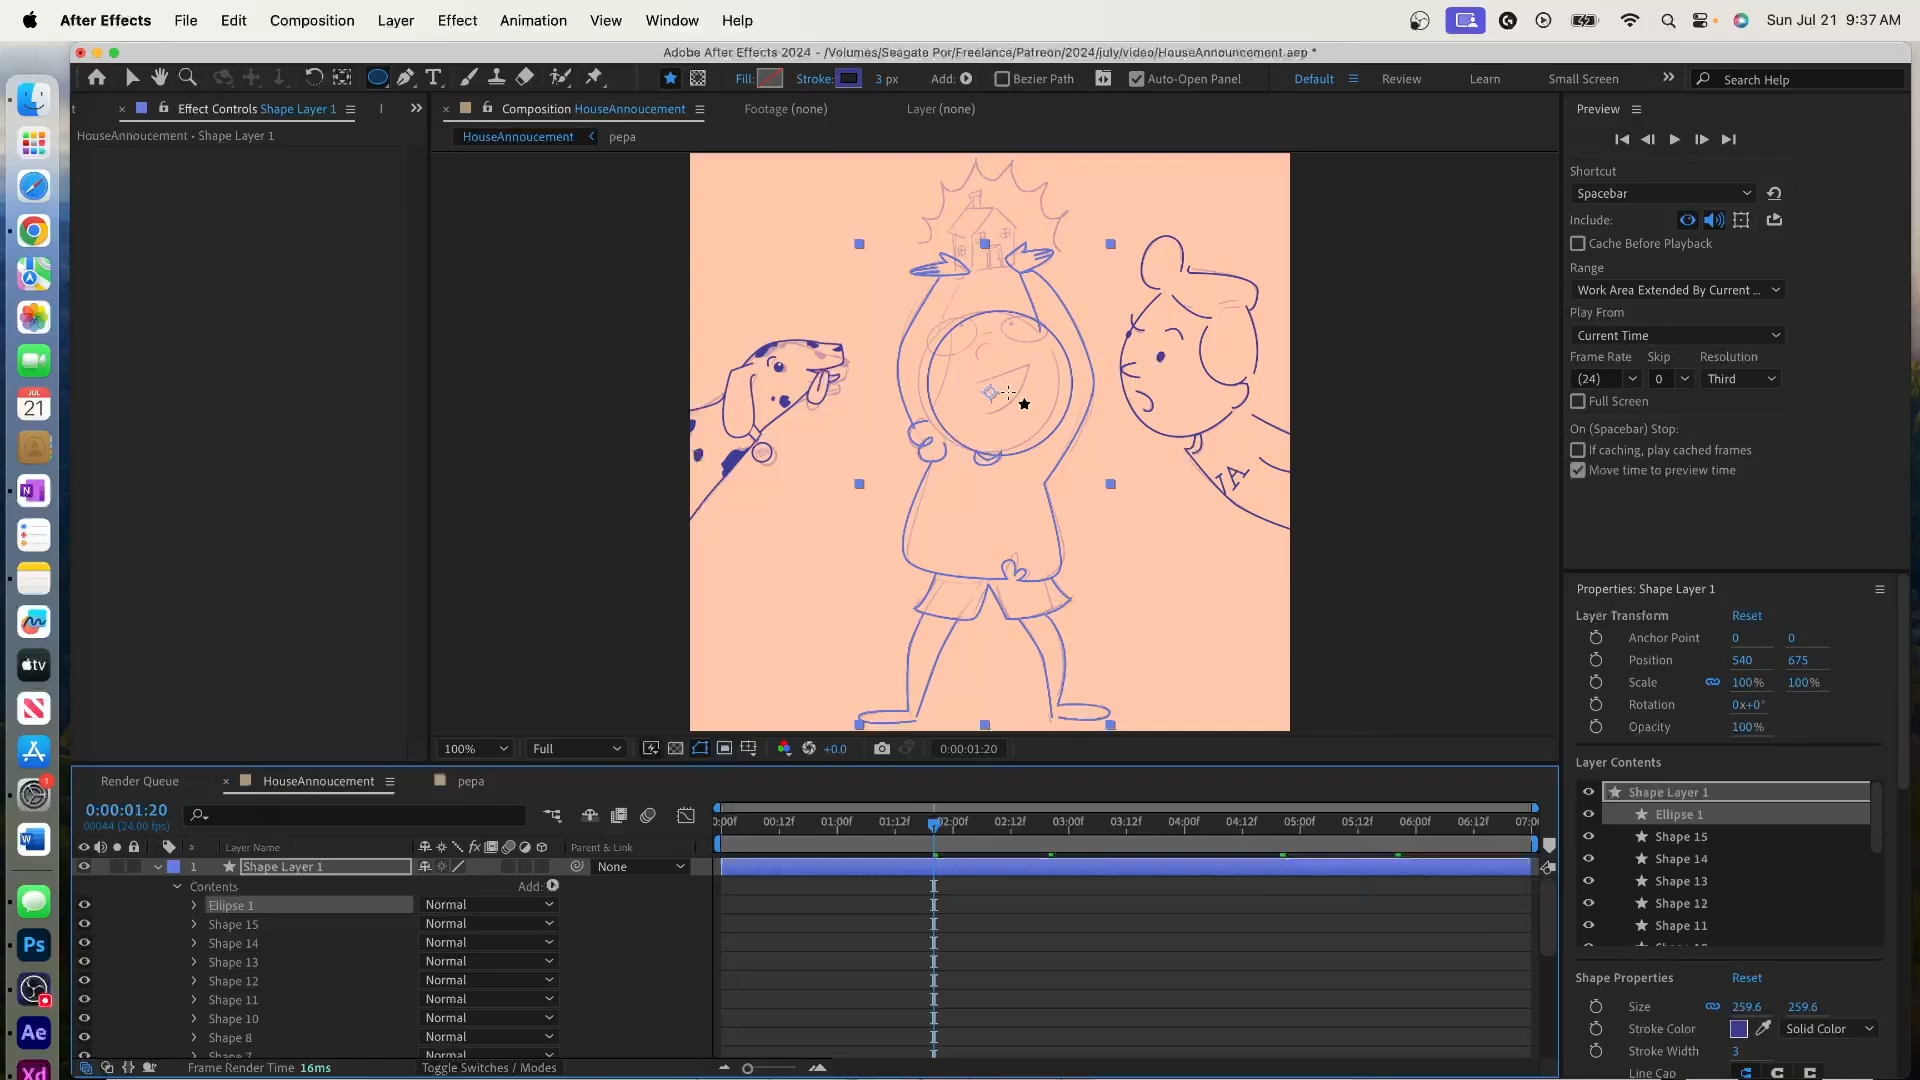 After Effects File Edit Composition Layer Effect Animation View Window Help Sun Jul 21 9:37 AM
Adobe After Effects 2024 - /Volumes/Seagate Por/Freelance/Patreon/2024/july/video/HouseAnnouncement.aep *
Fill: Stroke: 3 px Add: Bezier Path Auto-Open Panel Default Review Learn Small Screen Search Help
Effect Controls Shape Layer 1 Composition HouseAnnoucement Footage (none) Layer (none) Preview
HouseAnnoucement • Shape Layer 1
HouseAnnoucement pepa
Shortcut
Spacebar
Include:
Cache Before Playback
Range
Work Area Extended By Current ...
Play From
Current Time
Frame Rate Skip Resolution
(24) 0 Third
Full Screen
On (Spacebar) Stop:
If caching, play cached frames
Move time to preview time
JUL
21
IA
Properties: Shape Layer 1
Layer Transform Reset
Anchor Point 0 0
Position 540 675
Scale 100% 100%
Rotation 0x+0°
Opacity 100%
Layer Contents
Shape Layer 1
Ellipse 1
Shape 15
Shape 14
Shape 13
Shape 12
Shape 11
Shape Properties Reset
Size 259.6 259.6
Stroke Color Solid Color
Stroke Width 3
Line Cap
100% Full +0.0 0:00:01:20
Render Queue HouseAnnoucement pepa
0:00:01:20
00044 (24.00 fps)
0:00f 00:12f 01:00f 01:12f 02:00f 02:12f 03:00f 03:12f 04:00f 04:12f 05:00f 05:12f 06:00f 06:12f 07:0
# Layer Name fx Parent & Link
1 Shape Layer 1 None
Contents Add:
Ellipse 1 Normal
Shape 15 Normal
Shape 14 Normal
Shape 13 Normal
Shape 12 Normal
Shape 11 Normal
Shape 10 Normal
Shape 8 Normal
Shape 7 Normal
Frame Render Time 16ms Toggle Switches / Modes
tv
1
Ps
Ae
Xd